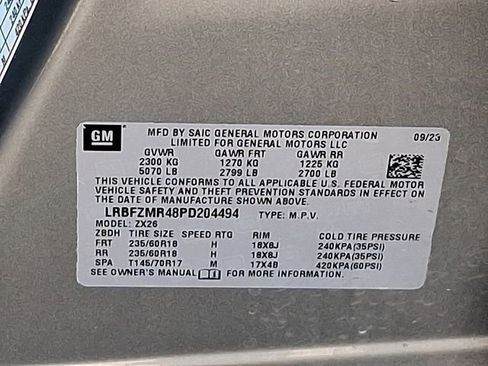 GM
MFD BY SAIC GENERAL MOTORS CORPORATION 09/23
LIMITED FOR GENERAL MOTORS LLC
GVWR GAWR FRT GAWR RR
2300 KG 1270 KG 1225 KG
5070 LB 2799 LB 2700 LB
THIS VEHICLE CONFORMS TO ALL APPLICABLE U.S. FEDERAL MOTOR
VEHICLE SAFETY AND THEFT PREVENTION STANDARDS IN EFFECT ON
THE DATE OF MANUFACTURE SHOWN ABOVE.
LRBFZMR48PD204494 TYPE: M.P.V.
MODEL: ZX26
ZBDH TIRE SIZE SPEED RTG RIM COLD TIRE PRESSURE
FRT 235/60R18 H 18X8J 240KPA(35PSI)
RR 235/60R18 H 18X8J 240KPA(35PSI)
SPA T145/70R17 M 17X4B 420KPA(60PSI)
SEE OWNER'S MANUAL FOR MORE INFORMATION.